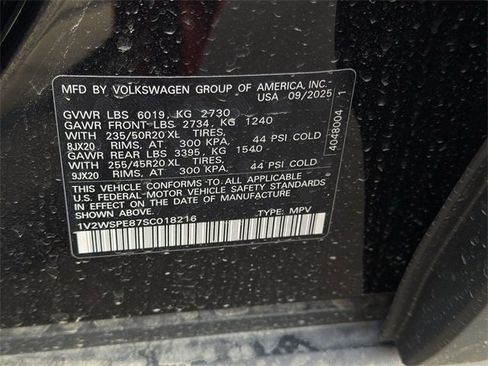 MFD BY VOLKSWAGEN GROUP OF AMERICA, INC.
USA 09/2025
GVWR LBS 6019, KG 2730
GAWR FRONT LBS 2734, KG 1240
WITH 235/50R20 XL TIRES,
8JX20 RIMS, AT 300 KPA, 44 PSI COLD
GAWR REAR LBS 3395, KG 1540
WITH 255/45R20 XL TIRES,
9JX20 RIMS, AT 300 KPA, 44 PSI COLD
THIS VEHICLE CONFORMS TO ALL APPLICABLE
U.S. FEDERAL MOTOR VEHICLE SAFETY STANDARDS
IN EFFECT ON THE DATE OF MANUFACTURE
SHOWN ABOVE.
1V2WSPE87SC018216 TYPE: MPV
4048004 1